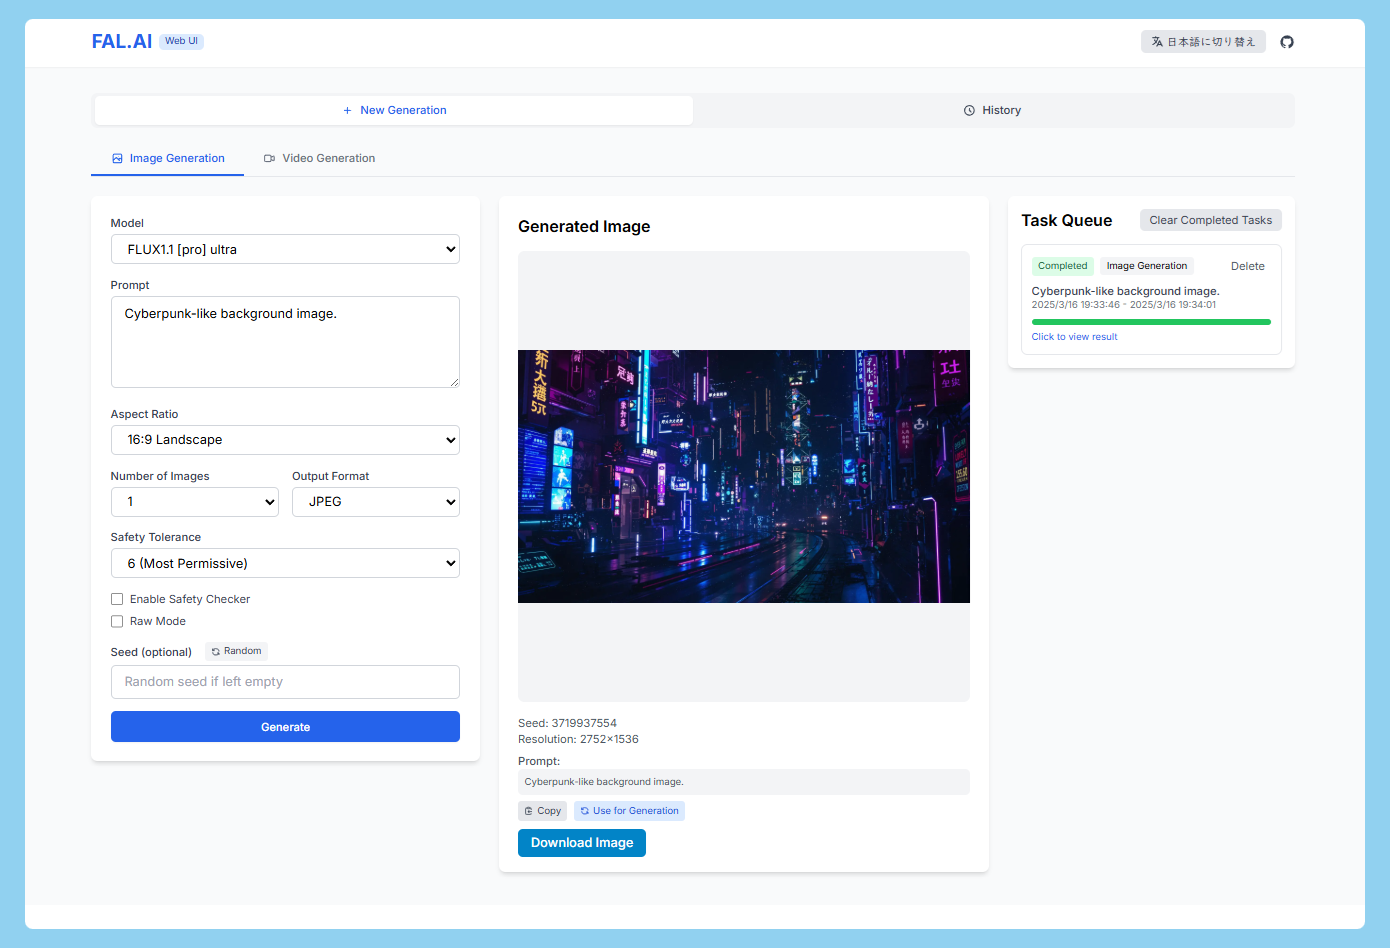 FAL.AI Web UI
日本語に切り替え
New Generation
History
Image Generation
Video Generation
Model
FLUX1.1 [pro] ultra
Prompt
Cyberpunk-like background image.
Aspect Ratio
16:9 Landscape
Number of Images
Output Format
1
JPEG
Safety Tolerance
6 (Most Permissive)
Enable Safety Checker
Raw Mode
Seed (optional)
Random
Random seed if left empty
Generate
Generated Image
Seed: 3719937554
Resolution: 2752×1536
Prompt:
Cyberpunk-like background image.
Copy
Use for Generation
Download Image
Task Queue
Clear Completed Tasks
Completed
Image Generation
Delete
Cyberpunk-like background image.
2025/3/16 19:33:46 - 2025/3/16 19:34:01
Click to view result